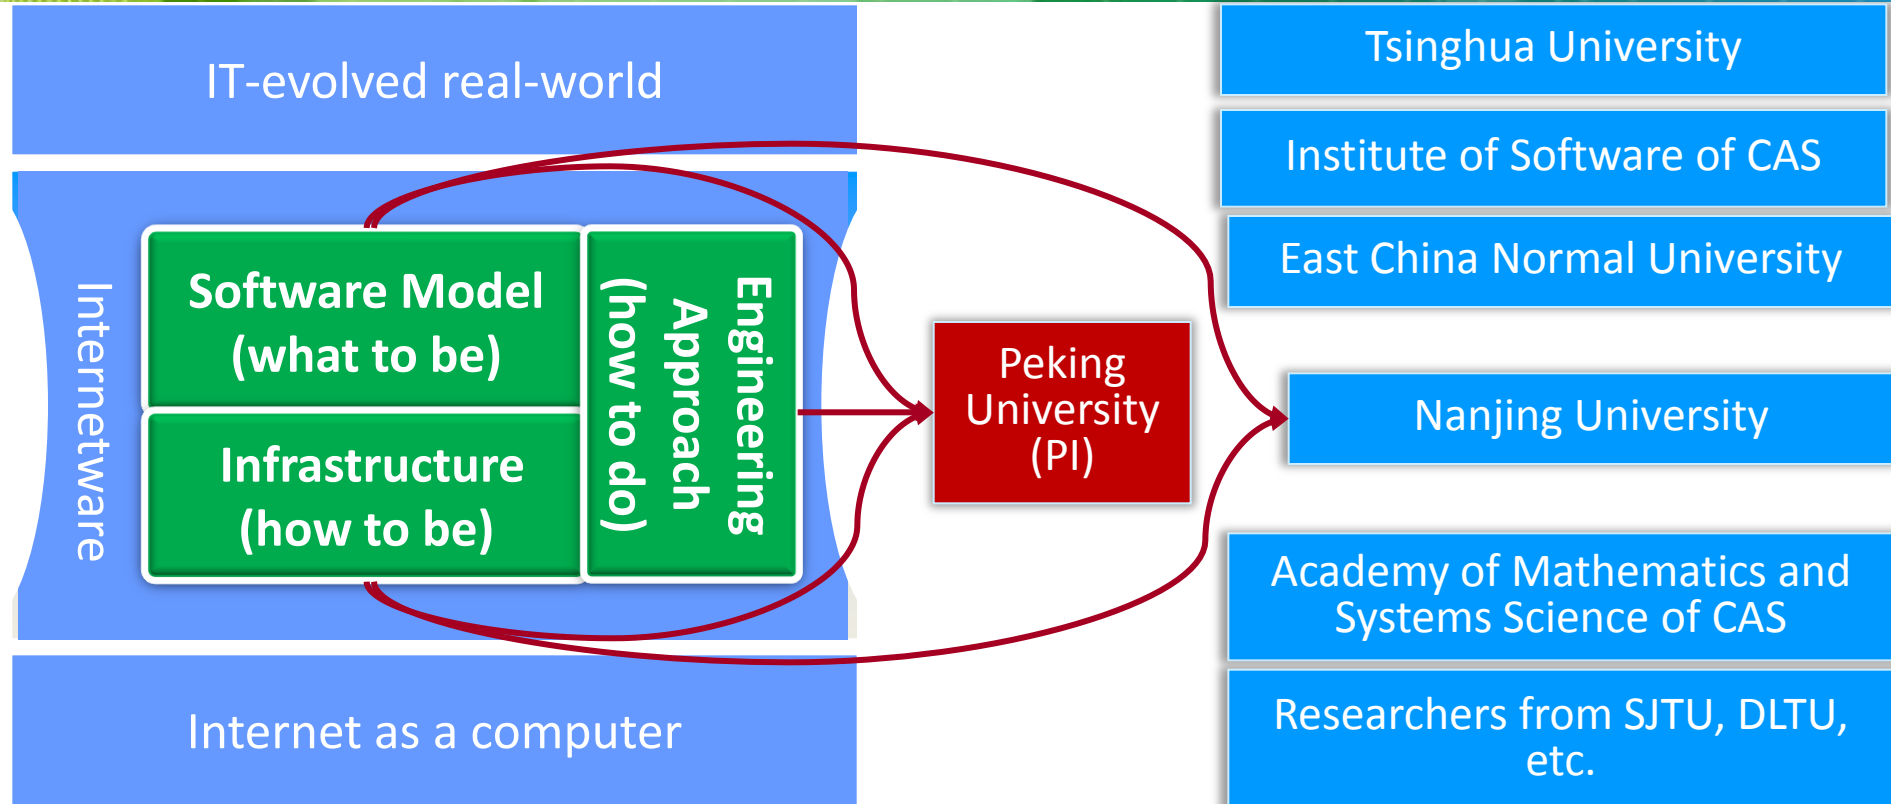 IT-evolved real-world
Internetware
Software Model
(what to be)
Infrastructure
(how to be)
Engineering
Approach
(how to do)
Internet as a computer
Peking
University
(PI)
Tsinghua University
Institute of Software of CAS
East China Normal University
Nanjing University
Academy of Mathematics and
Systems Science of CAS
Researchers from SJTU, DLTU,
etc.